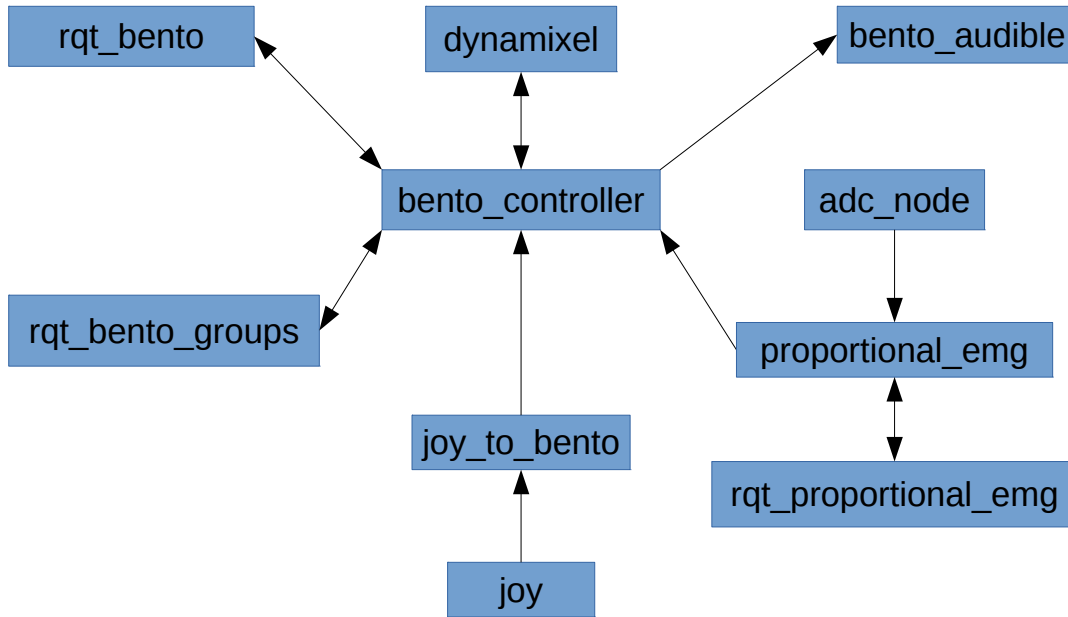 rqt_bento
dynamixel
bento_audible
bento_controller
adc_node
rqt_bento_groups
proportional_emg
joy_to_bento
rqt_proportional_emg
joy